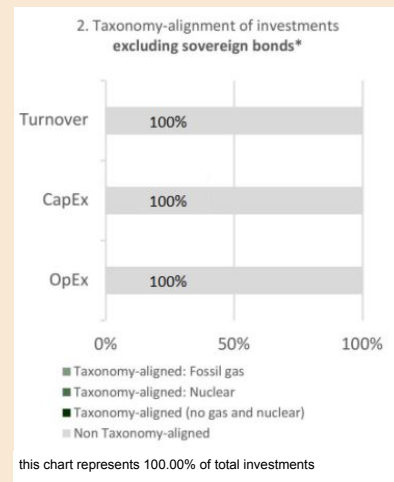 2. Taxonomy-alignment of investments
excluding sovereign bonds*
Turnover 100%
CapEx 100%
OpEx 100%
0% 50% 100%
Taxonomy-aligned: Fossil gas
Taxonomy-aligned: Nuclear
Taxonomy-aligned (no gas and nuclear)
Non Taxonomy-aligned
this chart represents 100.00% of total investments